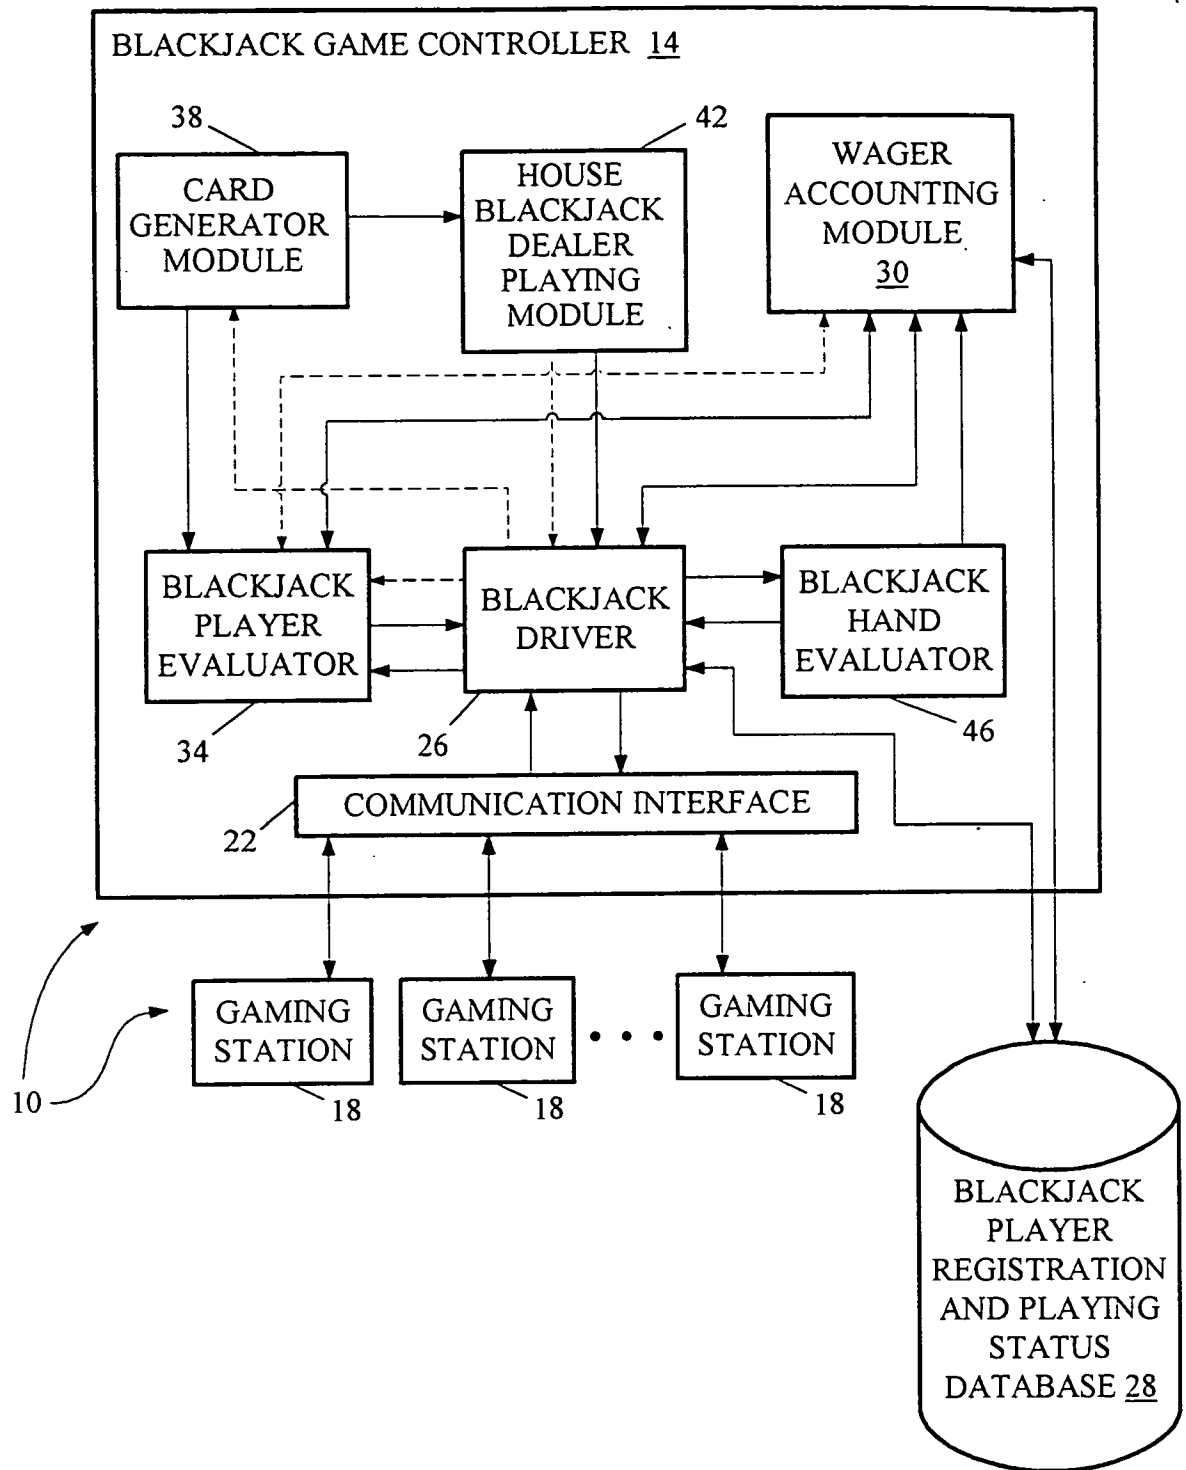 BLACKJACK GAME CONTROLLER 14
38
42
CARD
GENERATOR
MODULE
HOUSE
BLACKJACK
DEALER
PLAYING
MODULE
WAGER
ACCOUNTING
MODULE
30
BLACKJACK
PLAYER
EVALUATOR
BLACKJACK
DRIVER
BLACKJACK
HAND
EVALUATOR
34
26
46
COMMUNICATION INTERFACE
22
GAMING
STATION
GAMING
STATION
GAMING
STATION
10
18
18
18
BLACKJACK
PLAYER
REGISTRATION
AND PLAYING
STATUS
DATABASE 28